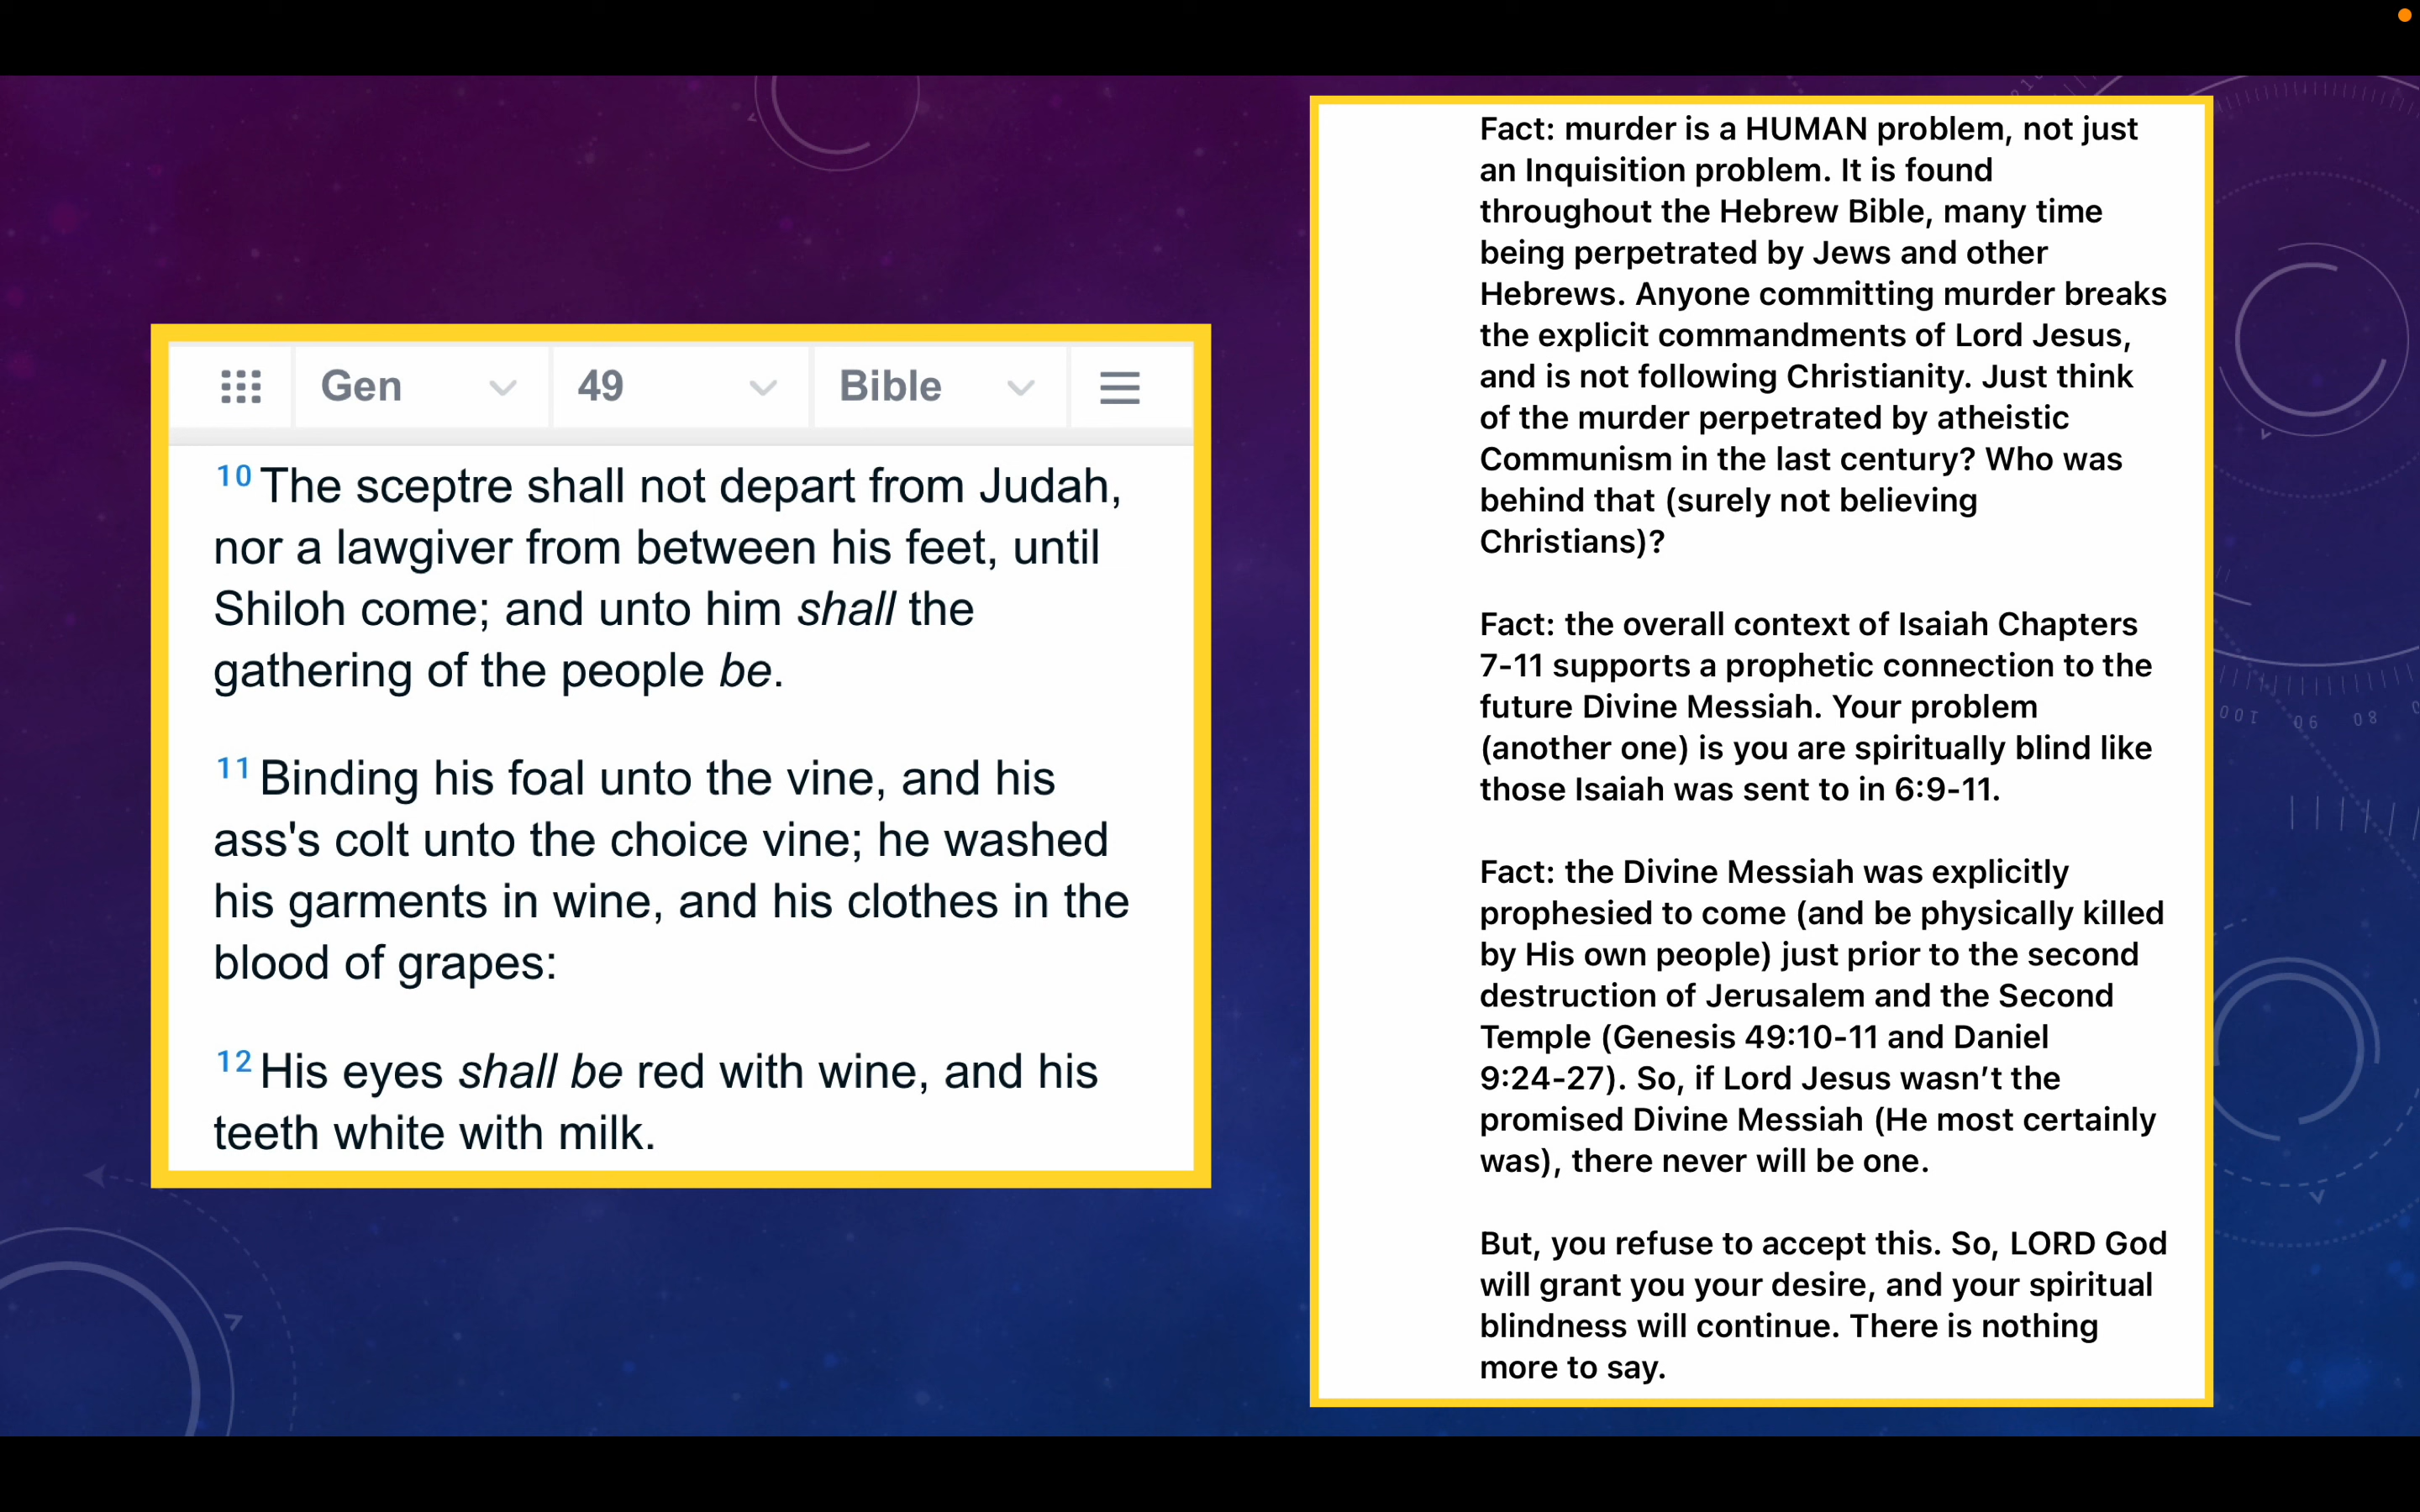 Gen 49 Bible
10 The sceptre shall not depart from Judah,
nor a lawgiver from between his feet, until
Shiloh come; and unto him shall the
gathering of the people be.
11 Binding his foal unto the vine, and his
ass's colt unto the choice vine; he washed
his garments in wine, and his clothes in the
blood of grapes:
12 His eyes shall be red with wine, and his
teeth white with milk.
Fact: murder is a HUMAN problem, not just
an Inquisition problem. It is found
throughout the Hebrew Bible, many time
being perpetrated by Jews and other
Hebrews. Anyone committing murder breaks
the explicit commandments of Lord Jesus,
and is not following Christianity. Just think
of the murder perpetrated by atheistic
Communism in the last century? Who was
behind that (surely not believing
Christians)?
Fact: the overall context of Isaiah Chapters
7-11 supports a prophetic connection to the
future Divine Messiah. Your problem
(another one) is you are spiritually blind like
those Isaiah was sent to in 6:9-11.
Fact: the Divine Messiah was explicitly
prophesied to come (and be physically killed
by His own people) just prior to the second
destruction of Jerusalem and the Second
Temple (Genesis 49:10-11 and Daniel
9:24-27). So, if Lord Jesus wasn't the
promised Divine Messiah (He most certainly
was), there never will be one.
But, you refuse to accept this. So, LORD God
will grant you your desire, and your spiritual
blindness will continue. There is nothing
more to say.